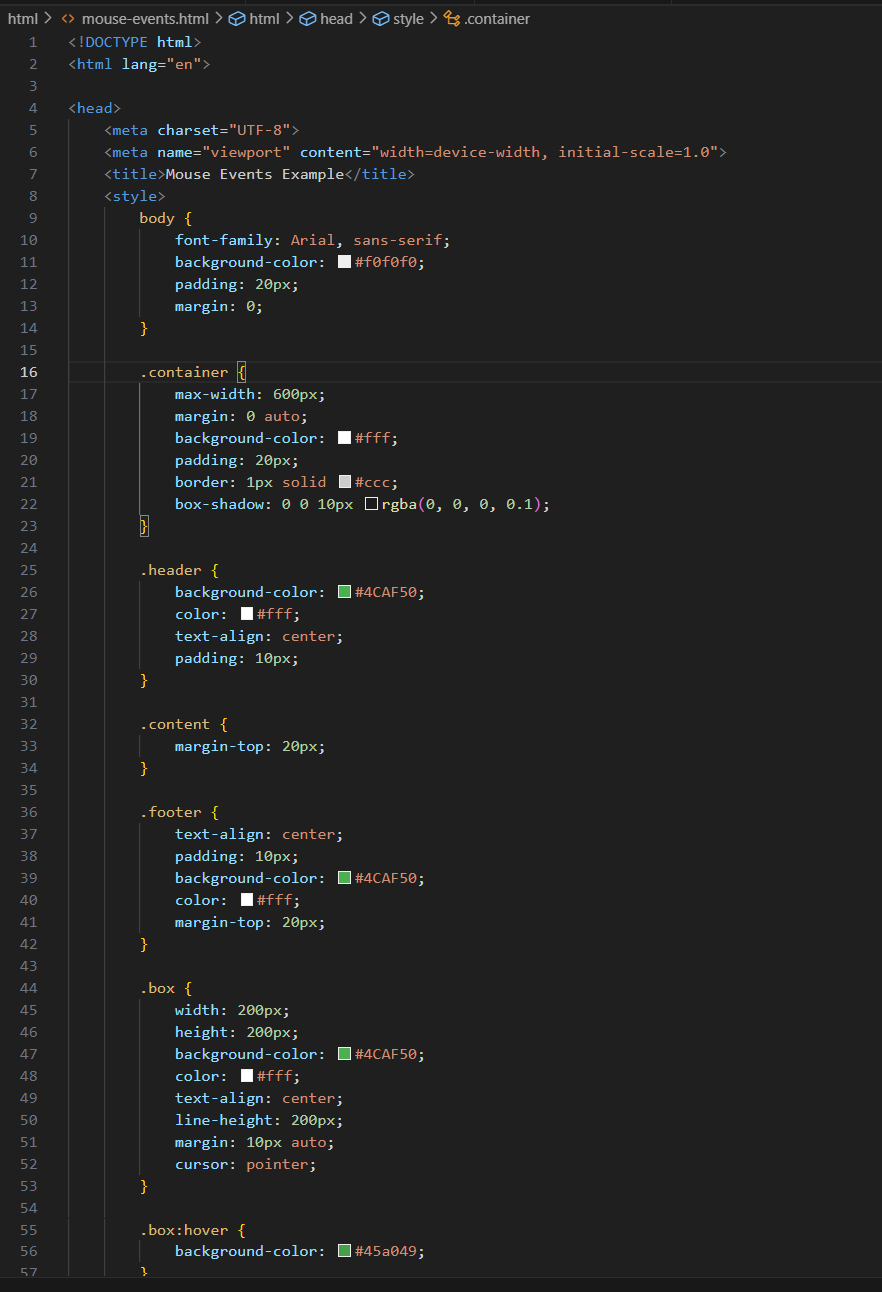 html > <> mouse-events.html > html > head > style > .container
1 <!DOCTYPE html>
2 <html lang="en">
3
4 <head>
5     <meta charset="UTF-8">
6     <meta name="viewport" content="width=device-width, initial-scale=1.0">
7     <title>Mouse Events Example</title>
8     <style>
9         body {
10             font-family: Arial, sans-serif;
11             background-color: #f0f0f0;
12             padding: 20px;
13             margin: 0;
14         }
15
16         .container {
17             max-width: 600px;
18             margin: 0 auto;
19             background-color: #fff;
20             padding: 20px;
21             border: 1px solid #ccc;
22             box-shadow: 0 0 10px rgba(0, 0, 0, 0.1);
23         }
24
25         .header {
26             background-color: #4CAF50;
27             color: #fff;
28             text-align: center;
29             padding: 10px;
30         }
31
32         .content {
33             margin-top: 20px;
34         }
35
36         .footer {
37             text-align: center;
38             padding: 10px;
39             background-color: #4CAF50;
40             color: #fff;
41             margin-top: 20px;
42         }
43
44         .box {
45             width: 200px;
46             height: 200px;
47             background-color: #4CAF50;
48             color: #fff;
49             text-align: center;
50             line-height: 200px;
51             margin: 10px auto;
52             cursor: pointer;
53         }
54
55         .box:hover {
56             background-color: #45a049;
57         }